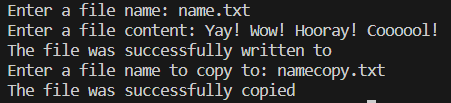 Enter a file name: name.txt
Enter a file content: Yay! Wow! Hooray! Coooool!
The file was successfully written to
Enter a file name to copy to: namecopy.txt
The file was successfully copied